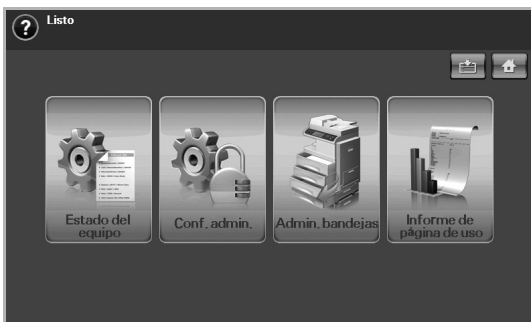 ?
Listo
Estado del
equipo
Conf. admin.
Admin. bandejas
Informe de
página de uso